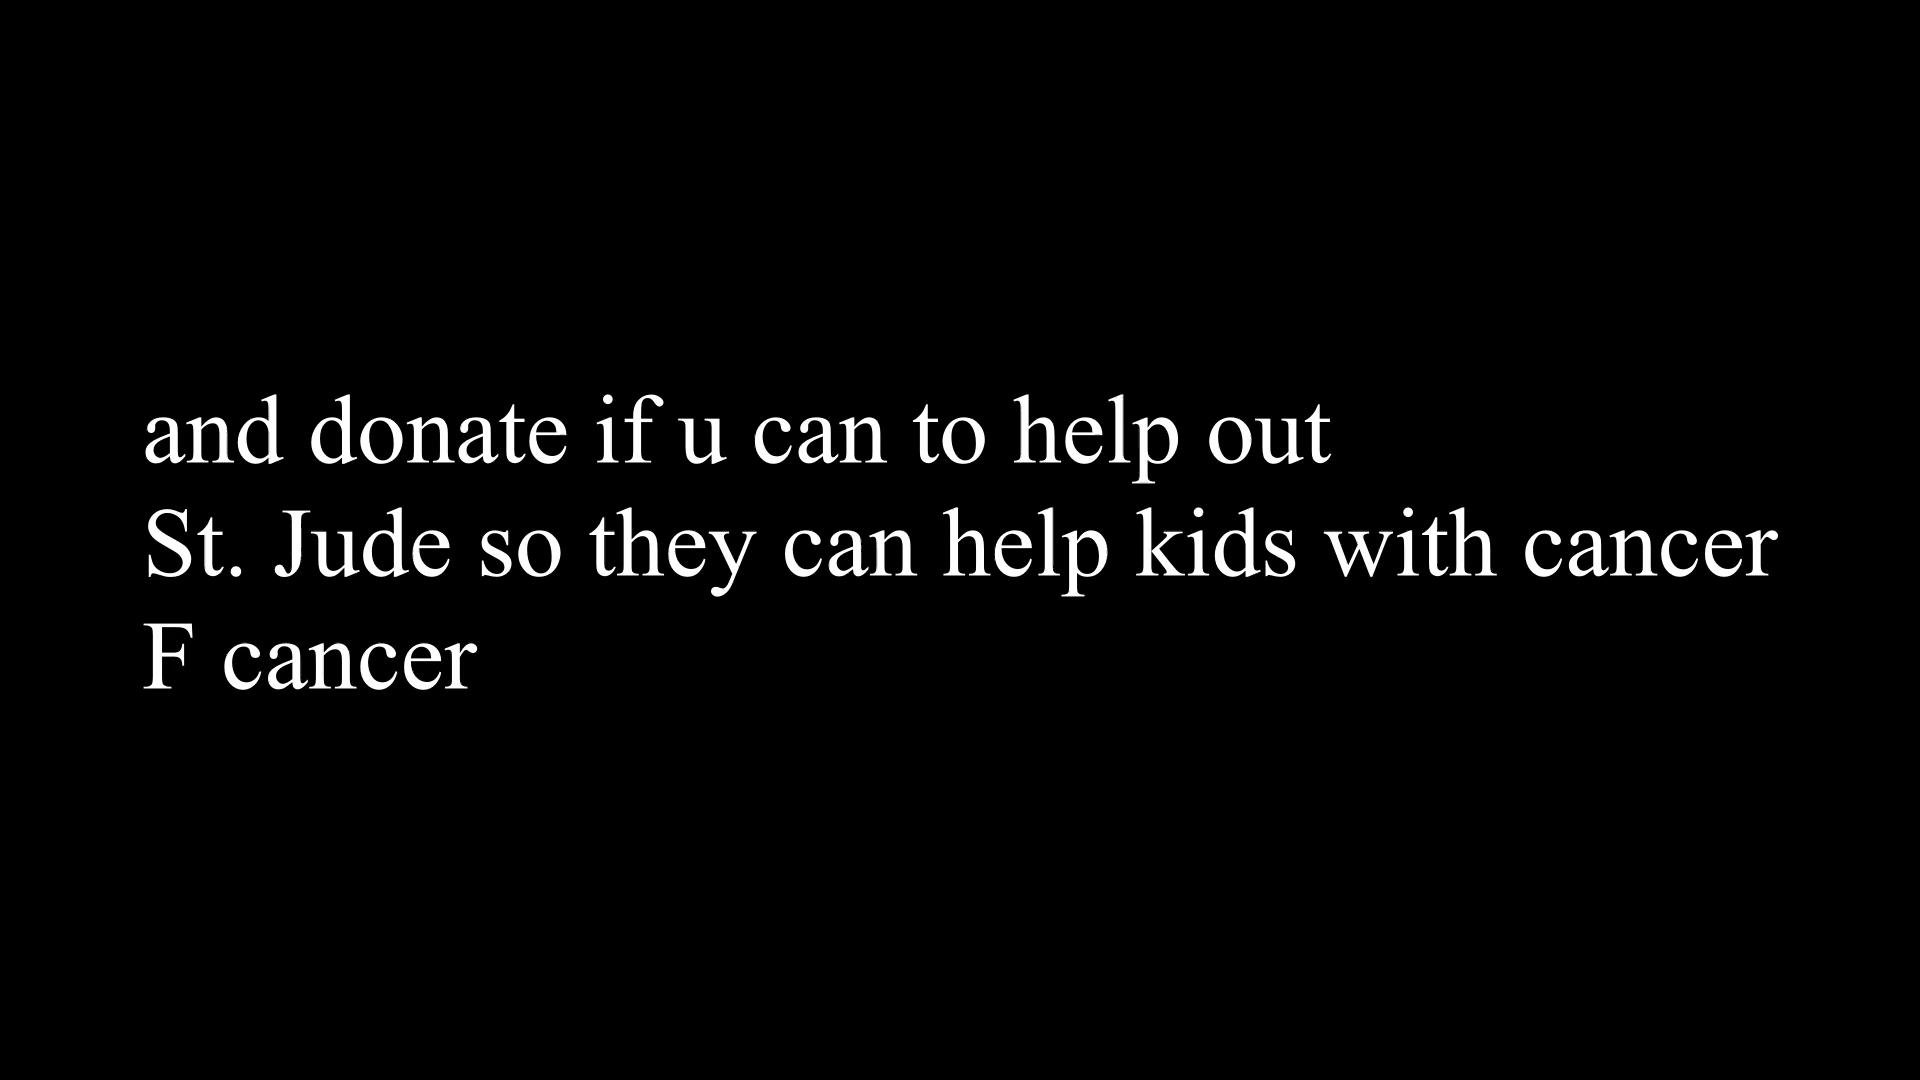 and donate if u can to help out
St. Jude so they can help kids with cancer
F cancer